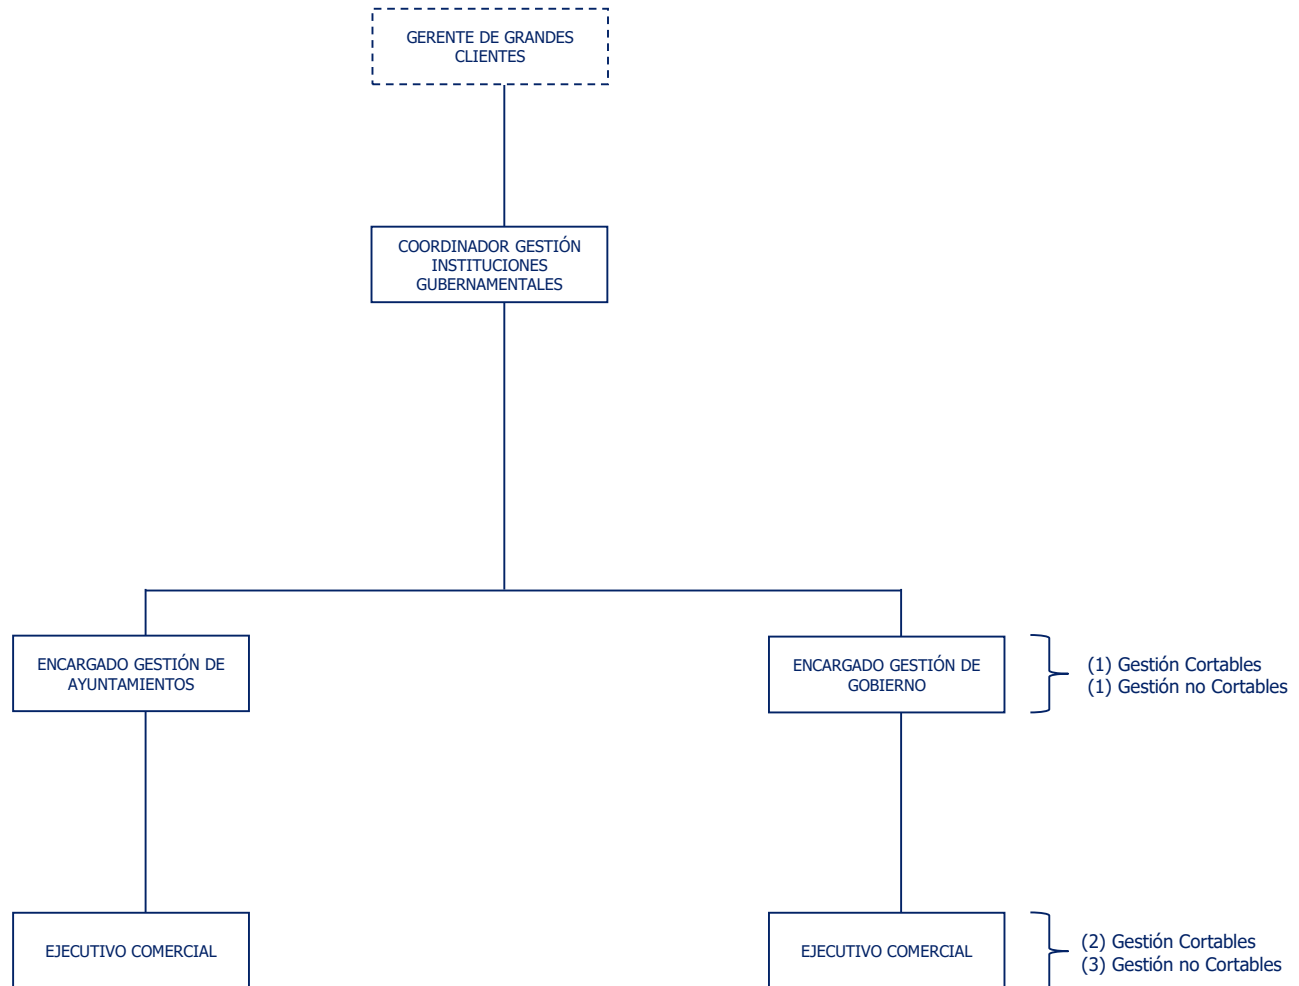 GERENTE DE GRANDES
CLIENTES
COORDINADOR GESTIÓN
INSTITUCIONES
GUBERNAMENTALES
ENCARGADO GESTIÓN DE
AYUNTAMIENTOS
ENCARGADO GESTIÓN DE
GOBIERNO
(1) Gestión Cortables
(1) Gestión no Cortables
EJECUTIVO COMERCIAL
EJECUTIVO COMERCIAL
(2) Gestión Cortables
(3) Gestión no Cortables